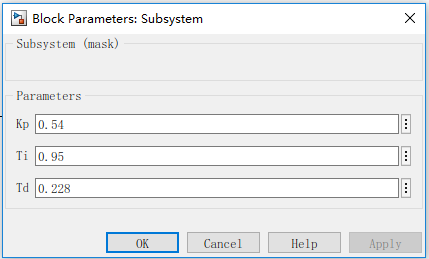 Block Parameters: Subsystem
Subsystem (mask)
Parameters
Kp 0.54
Ti 0.95
Td 0.228
OK Cancel Help Apply